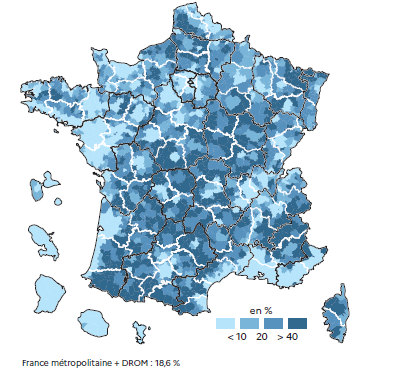 en %
< 10 20 > 40
France métropolitaine + DROM : 18,6 %